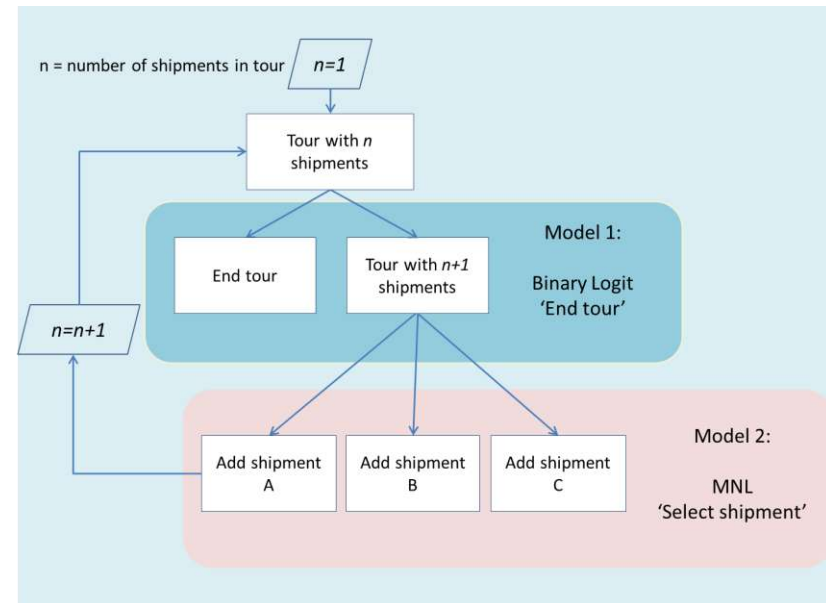 n = number of shipments in tour
n=1
Tour with n
shipments
End tour
Tour with n+1
shipments
Model 1:
Binary Logit
‘End tour’
n=n+1
Add shipment
A
Add shipment
B
Add shipment
C
Model 2:
MNL
‘Select shipment’